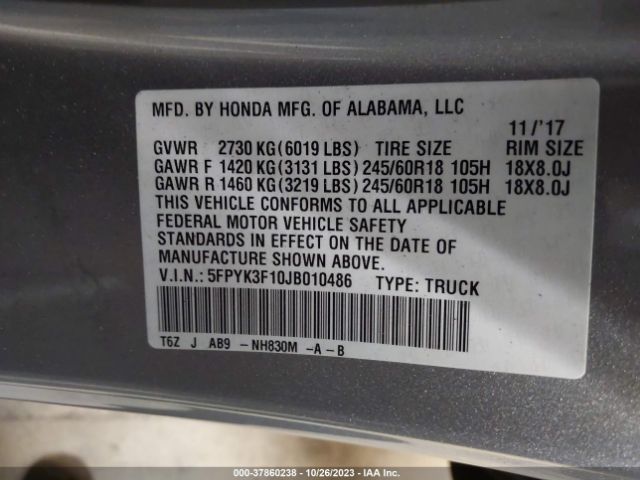 MFD. BY HONDA MFG. OF ALABAMA, LLC
11/'17
GVWR 2730 KG(6019 LBS) TIRE SIZE RIM SIZE
GAWR F 1420 KG(3131 LBS) 245/60R18 105H 18X8.0J
GAWR R 1460 KG(3219 LBS) 245/60R18 105H 18X8.0J
THIS VEHICLE CONFORMS TO ALL APPLICABLE
FEDERAL MOTOR VEHICLE SAFETY
STANDARDS IN EFFECT ON THE DATE OF
MANUFACTURE SHOWN ABOVE.
V.I.N.: 5FPYK3F10JB010486 TYPE: TRUCK
T6Z J AB9 -NH830M -A-B
000-37860238 - 10/26/2023 - IAA Inc.